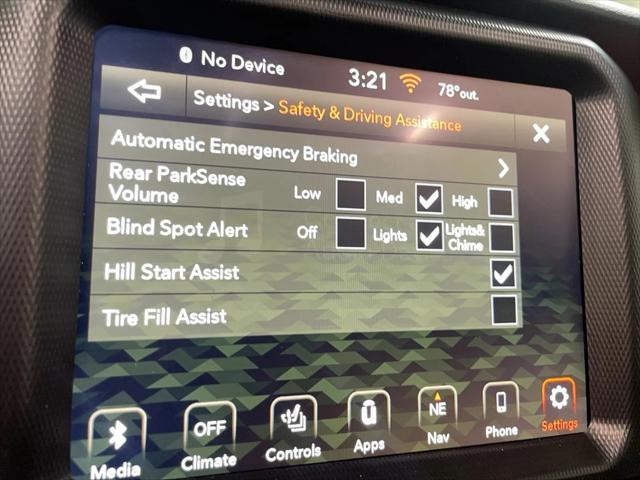 No Device 3:21 78°out.
Settings > Safety & Driving Assistance
Automatic Emergency Braking
Rear ParkSense
Volume Low Med High
Blind Spot Alert Off Lights Lights&
Chime
Hill Start Assist
Tire Fill Assist
OFF NE
Media Climate Controls Apps Nav Phone Settings